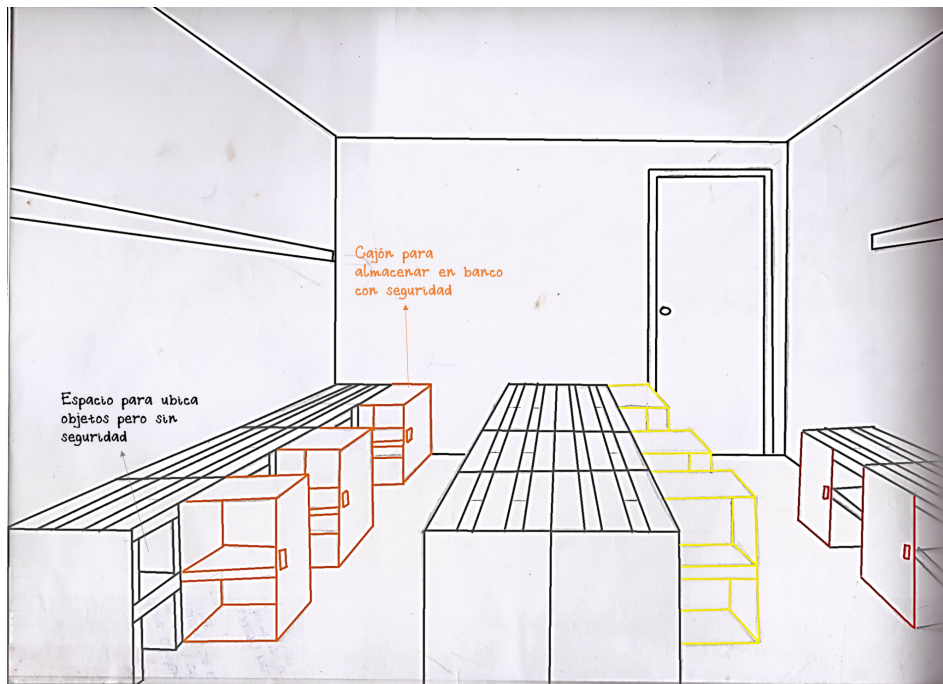 Cajón para
almacenar en banco
con seguridad
Espacio para ubica
objetos pero sin
seguridad